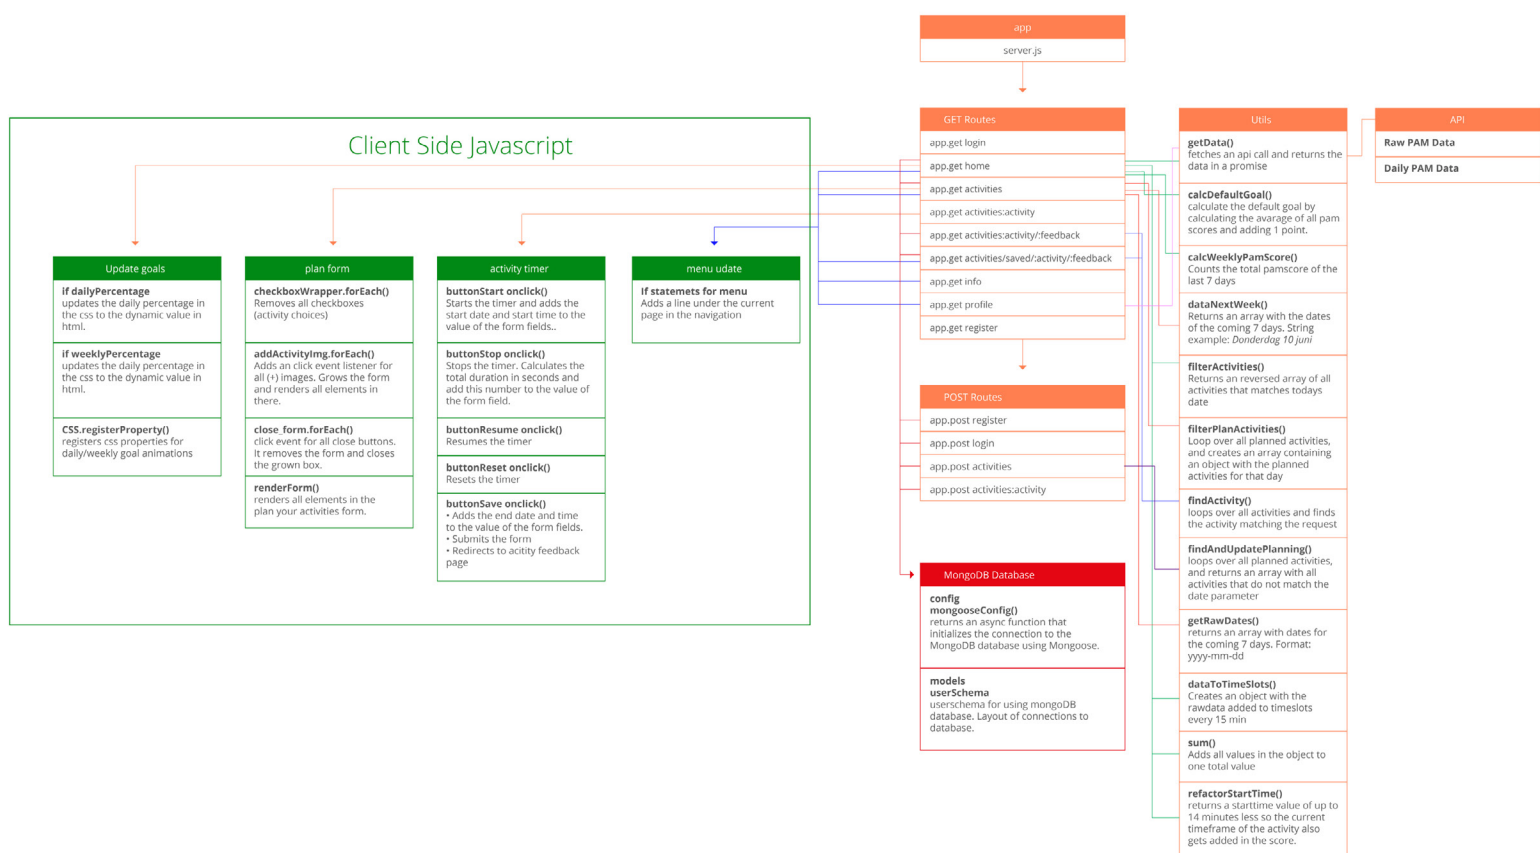 app
server.js
Client Side Javascript
Update goals
if dailyPercentage
updates the daily percentage in
the css to the dynamic value in
html.
if weeklyPercentage
updates the daily percentage in
the css to the dynamic value in
html.
CSS.registerProperty()
registers css properties for
daily/weekly goal animations
plan form
checkboxWrapper.forEach()
Removes all checkboxes
(activity choices)
addActivityImg.forEach()
Adds an click event listener for
all (+) images. Grows the form
and renders all elements in
there.
close_form.forEach()
click event for all close buttons.
It removes the form and closes
the grown box.
renderForm()
renders all elements in the
plan your activities form.
activity timer
buttonStart onclick()
Starts the timer and adds the
start date and start time to the
value of the form fields..
buttonStop onclick()
Stops the timer. Calculates the
total duration in seconds and
add this number to the value of
the form field.
buttonResume onclick()
Resumes the timer
buttonReset onclick()
Resets the timer
buttonSave onclick()
• Adds the end date and time
to the value of the form fields.
• Submits the form
• Redirects to acitity feedback
page
menu udate
If statemets for menu
Adds a line under the current
page in the navigation
GET Routes
app.get login
app.get home
app.get activities
app.get activities:activity
app.get activities:activity/:feedback
app.get activities/saved/:activity/:feedback
app.get info
app.get profile
app.get register
POST Routes
app.post register
app.post login
app.post activities
app.post activities:activity
MongoDB Database
config
mongooseConfig()
returns an async function that
initializes the connection to the
MongoDB database using Mongoose.
models
userSchema
userschema for using mongoDB
database. Layout of connections to
database.
Utils
getData()
fetches an api call and returns the
data in a promise
calcDefaultGoal()
calculate the default goal by
calculating the avarage of all pam
scores and adding 1 point.
calcWeeklyPamScore()
Counts the total pamscore of the
last 7 days
dataNextWeek()
Returns an array with the dates
of the coming 7 days. String
example: Donderdag 10 juni
filterActivities()
Returns an reversed array of all
activities that matches todays
date
filterPlanActivities()
Loop over all planned activities,
and creates an array containing
an object with the planned
activities for that day
findActivity()
loops over all activities and finds
the activity matching the request
findAndUpdatePlanning()
loops over all planned activities,
and returns an array with all
activities that do not match the
date parameter
getRawDates()
returns an array with dates for
the coming 7 days. Format:
yyyy-mm-dd
dataToTimeSlots()
Creates an object with the
rawdata added to timeslots
every 15 min
sum()
Adds all values in the object to
one total value
refactorStartTime()
returns a starttime value of up to
14 minutes less so the current
timeframe of the activity also
gets added in the score.
API
Raw PAM Data
Daily PAM Data